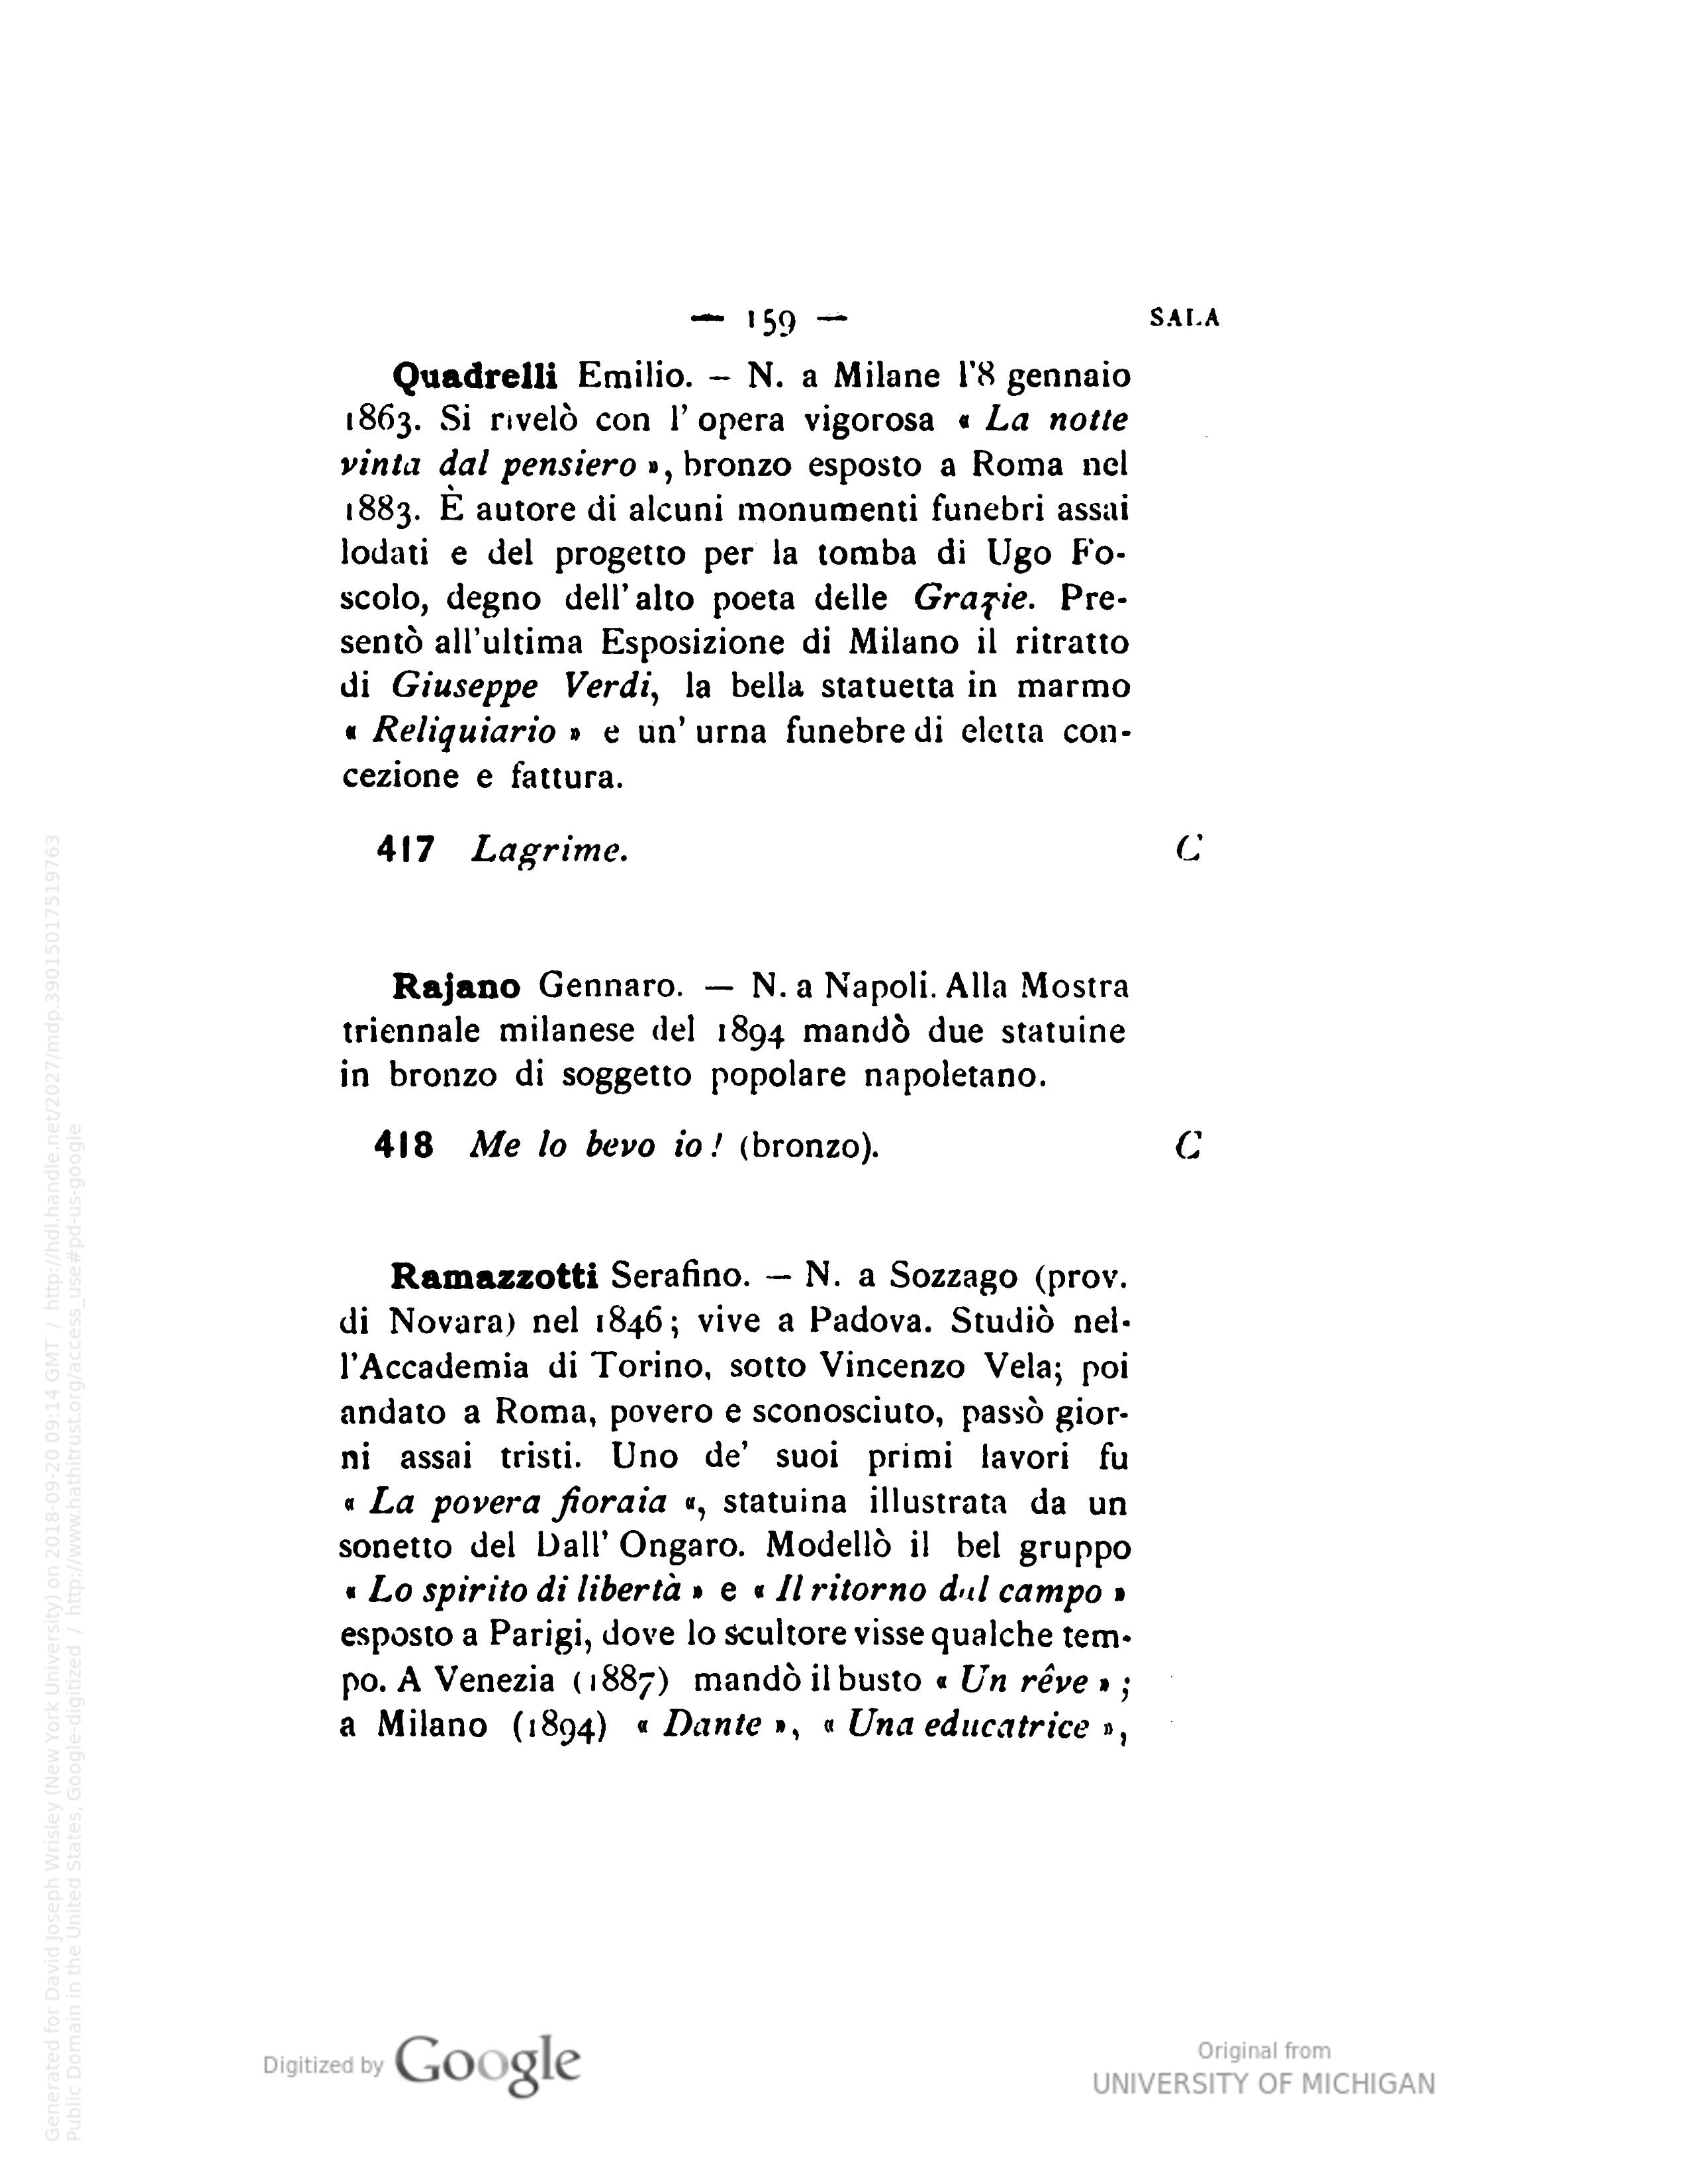 — 159 — SALA
Quadrelli Emilio. — N. a Milane l'8 gennaio
1863. Si rivelò con l' opera vigorosa « La notte
vinta dal pensiero », bronzo esposto a Roma nel
1883. È autore di alcuni monumenti funebri assai
lodati e del progetto per la tomba di Ugo Fo-
scolo, degno dell' alto poeta delle Grazie. Pre-
sentò all'ultima Esposizione di Milano il ritratto
di Giuseppe Verdi, la bella statuetta in marmo
« Reliquiario » e un' urna funebre di eletta con-
cezione e fattura.
417 Lagrime. C
Rajano Gennaro. — N. a Napoli. Alla Mostra
triennale milanese del 1894 mandò due statuine
in bronzo di soggetto popolare napoletano.
418 Me lo bevo io! (bronzo). C
Ramazzotti Serafino. — N. a Sozzago (prov.
di Novara) nel 1846; vive a Padova. Studiò nel-
l'Accademia di Torino, sotto Vincenzo Vela; poi
andato a Roma, povero e sconosciuto, passò gior-
ni assai tristi. Uno de' suoi primi lavori fu
« La povera fioraia «, statuina illustrata da un
sonetto del Dall' Ongaro. Modellò il bel gruppo
« Lo spirito di libertà » e « Il ritorno dal campo »
esposto a Parigi, dove lo scultore visse qualche tem-
po. A Venezia (1887) mandò il busto « Un rêve » ;
a Milano (1894) « Dante », « Una educatrice »,
Generated for David Joseph Wrisley (New York University) on 2018-09-20 09:14 GMT / http://hdl.handle.net/2027/mdp.39015017519763
Public Domain in the United States, Google-digitized / http://www.hathitrust.org/access_use#pd-us-google
Digitized by Google
Original from
UNIVERSITY OF MICHIGAN